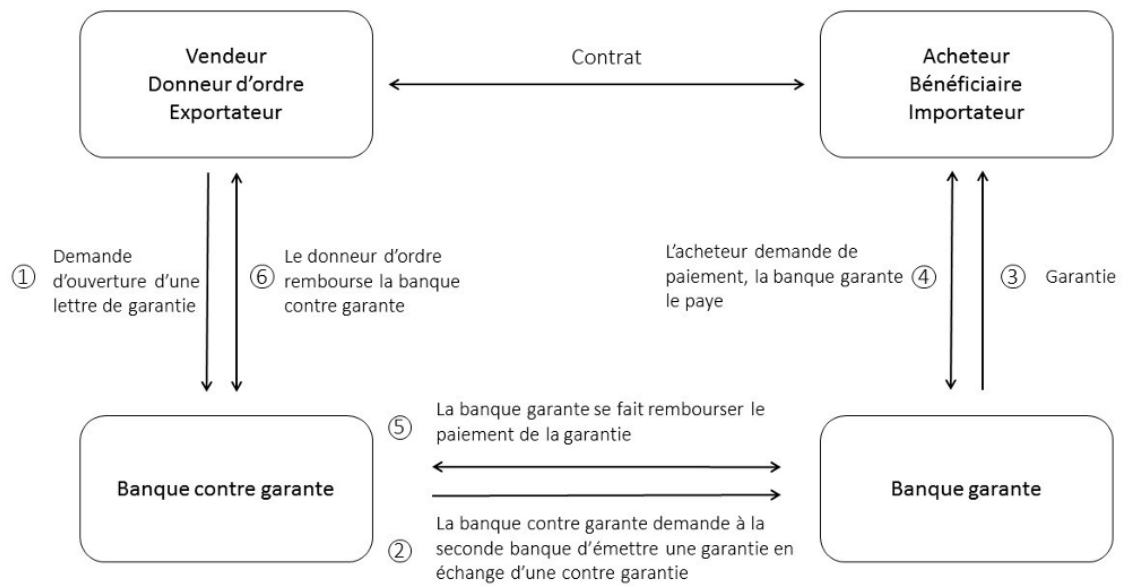 Vendeur
Donneur d'ordre
Exportateur
Contrat
Acheteur
Bénéficiaire
Importateur
① Demande
d'ouverture d'une
lettre de garantie
⑥ Le donneur d'ordre
rembourse la banque
contre garante
L'acheteur demande de
paiement, la banque garante
le paye
④
③ Garantie
Banque contre garante
⑤ La banque garante se fait rembourser le
paiement de la garantie
② La banque contre garante demande à la
seconde banque d'émettre une garantie en
échange d'une contre garantie
Banque garante